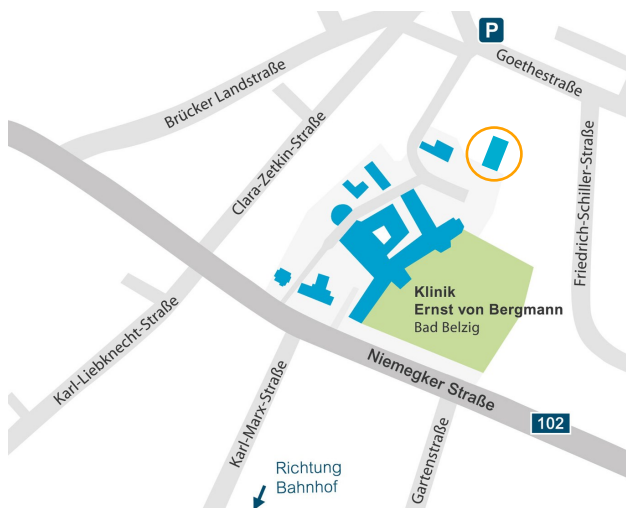 P
Goethestraße
Brücker Landstraße
Clara-Zetkin-Straße
Friedrich-Schiller-Straße
Klinik
Ernst von Bergmann
Bad Belzig
Karl-Liebknecht-Straße
Niemegker Straße
Karl-Marx-Straße
102
Gartenstraße
Richtung
Bahnhof